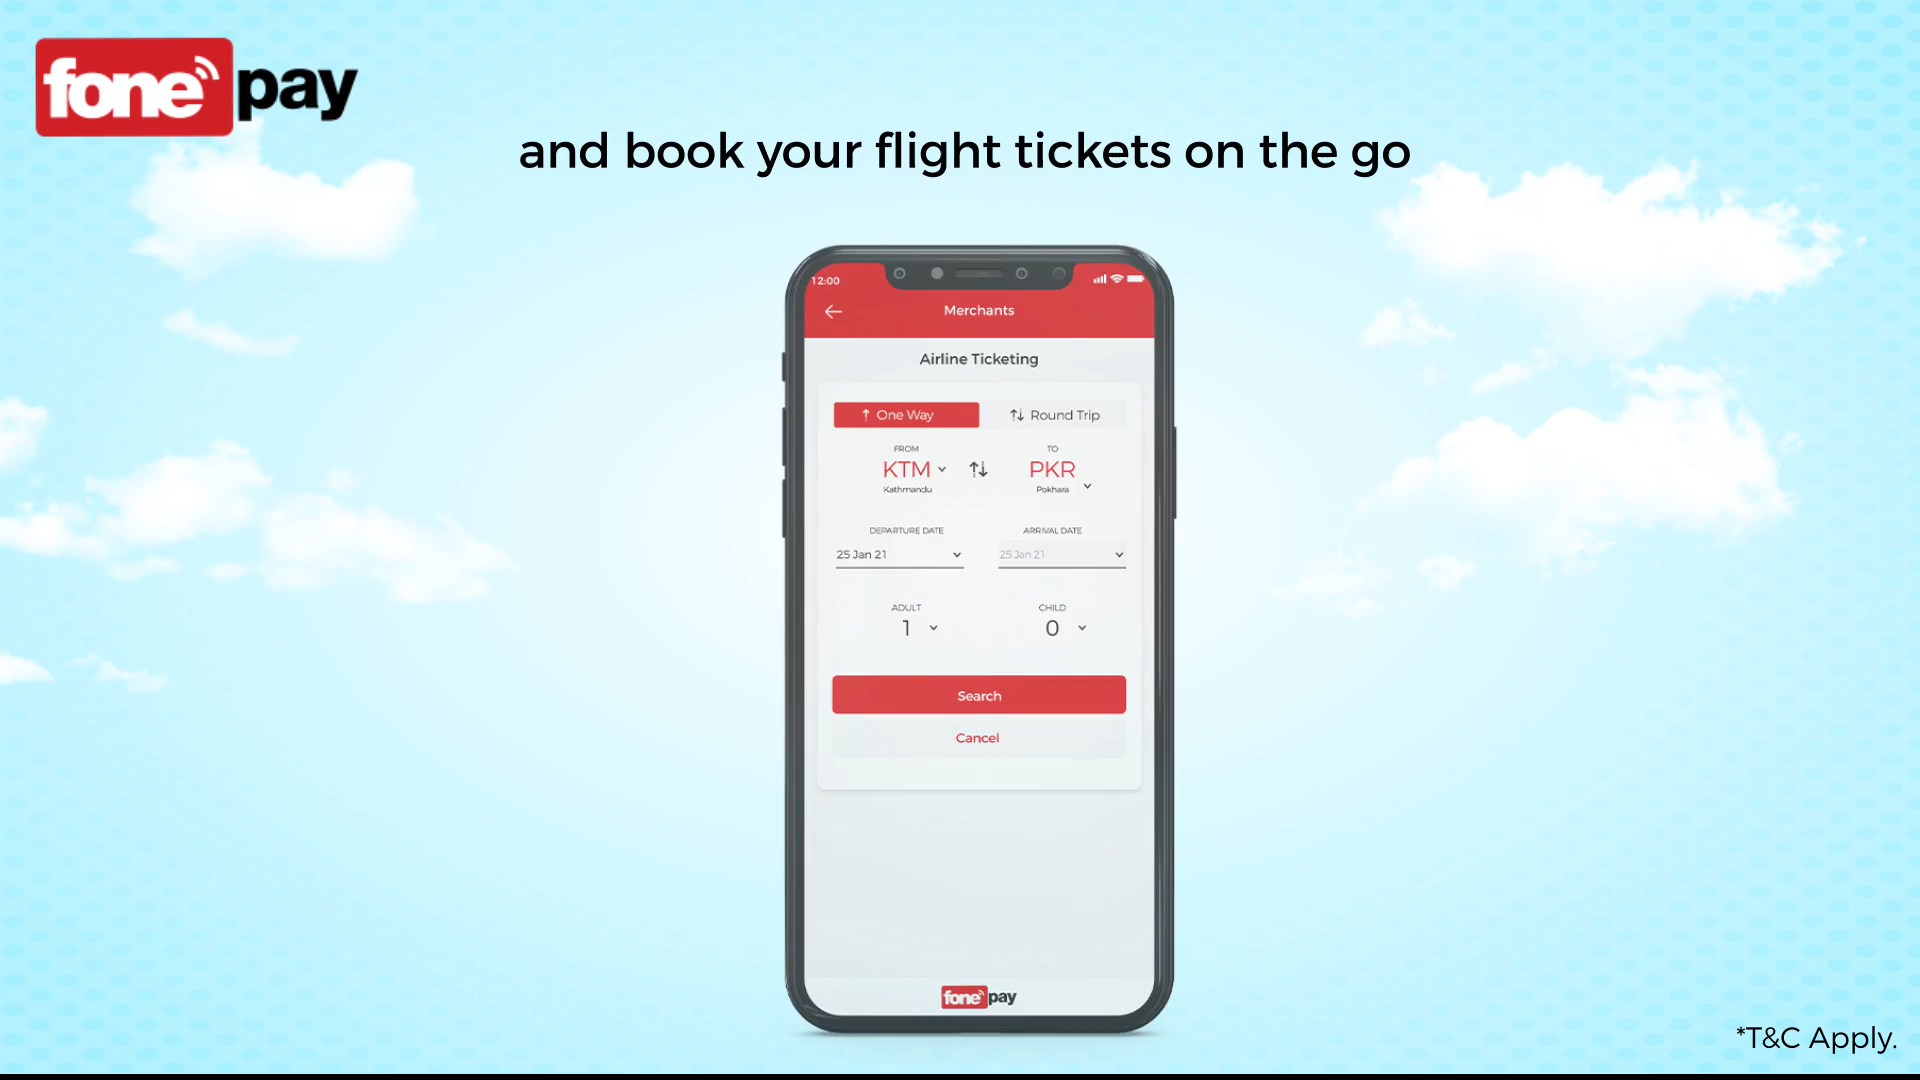 fonepay
and book your flight tickets on the go
12:00
Merchants
Airline Ticketing
One Way Round Trip
FROM TO
KTM PKR
Kathmandu Pokhara
DEPARTURE DATE ARRIVAL DATE
25 Jan 21 25 Jan 21
ADULT CHILD
1 0
Search
Cancel
fonepay
*T&C Apply.